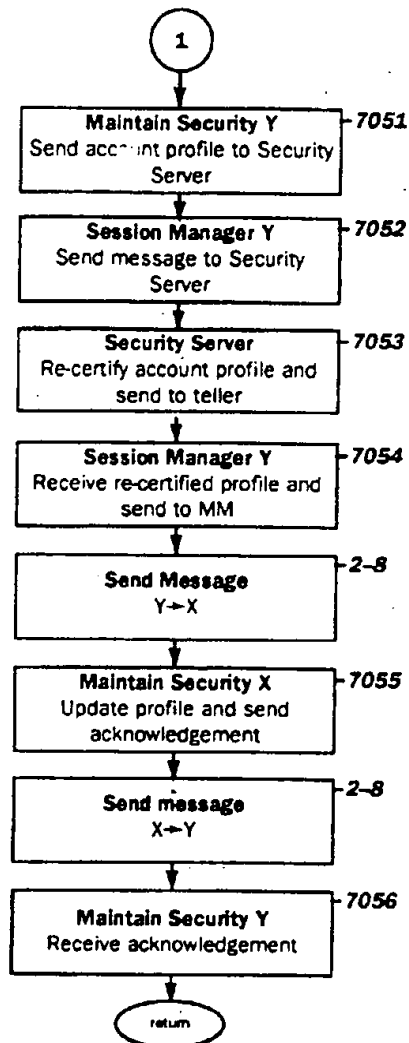 1
Maintain Security Y
7051
Send account profile to Security
Server
Session Manager Y
7052
Send message to Security
Server
Security Server
7053
Re-certify account profile and
send to teller
Session Manager Y
7054
Receive re-certified profile and
send to MM
Send Message
2-8
Y→X
Maintain Security X
7055
Update profile and send
acknowledgement
Send message
2-8
X→Y
Maintain Security Y
7056
Receive acknowledgement
return